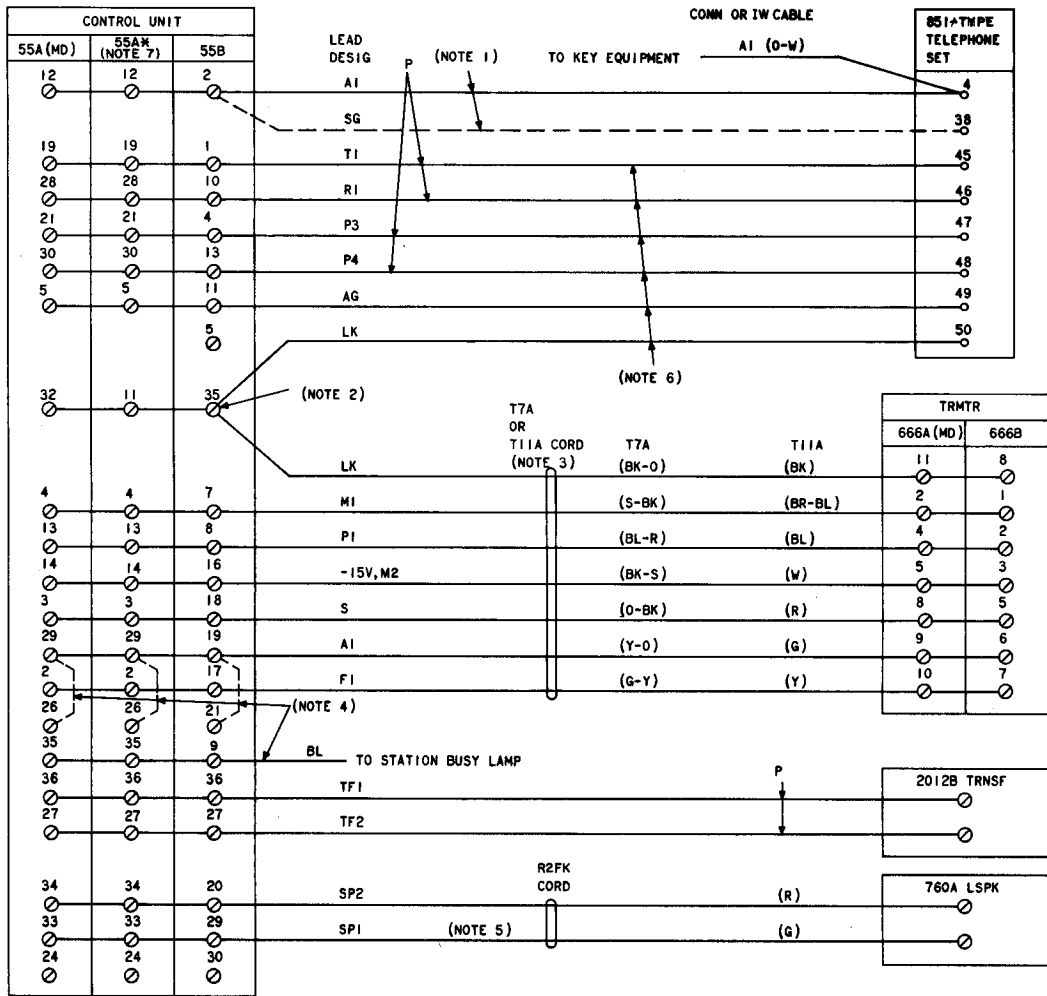 CONTROL UNIT
55A (MD) 55A* (NOTE 7) 55B
LEAD DESIG
P (NOTE 1)
CONN OR IW CABLE
TO KEY EQUIPMENT A1 (O-W)
TELEPHONE
SET
12 12 2 A1 4
SG 38
19 19 1 T1 45
28 28 10 R1 46
21 21 4 P3 47
30 30 13 P4 48
5 5 11 AG 49
5 LK 50
(NOTE 6)
32 11 35 (NOTE 2)
T7A
OR
T11A CORD
(NOTE 3)
T7A T11A
TRMTR
666A (MD) 666B
LK (BK-O) (BK) 11 8
4 4 7 M1 (S-BK) (BR-BL) 2 1
13 13 8 P1 (BL-R) (BL) 4 2
14 14 16 -15V, M2 (BK-S) (W) 5 3
3 3 18 S (O-BK) (R) 8 5
29 29 19 A1 (Y-O) (G) 9 6
2 2 17 F1 (G-Y) (Y) 10 7
26 26 21 (NOTE 4)
35 35 9 BL TO STATION BUSY LAMP
P
2012B TRNSF
36 36 36 TF1
27 27 27 TF2
R2FK
CORD
760A LSPK
34 34 20 SP2 (R)
33 33 29 SP1 (NOTE 5) (G)
24 24 30